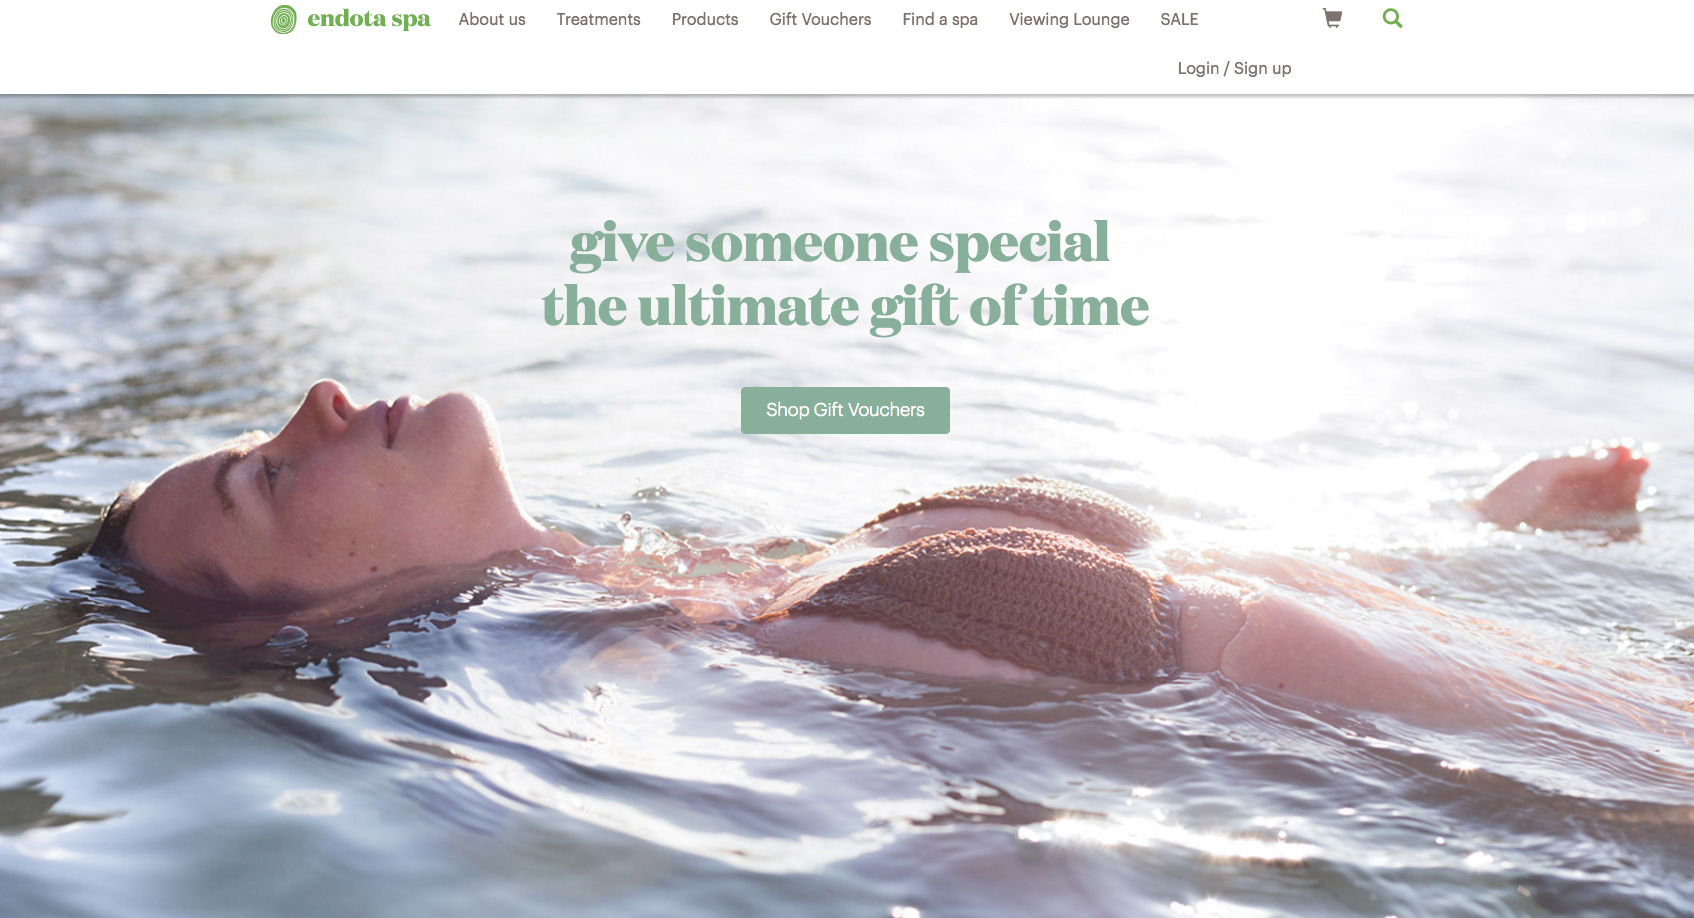 endota spa
About us
Treatments
Products
Gift Vouchers
Find a spa
Viewing Lounge
SALE
Login / Sign up
give someone special
the ultimate gift of time
Shop Gift Vouchers